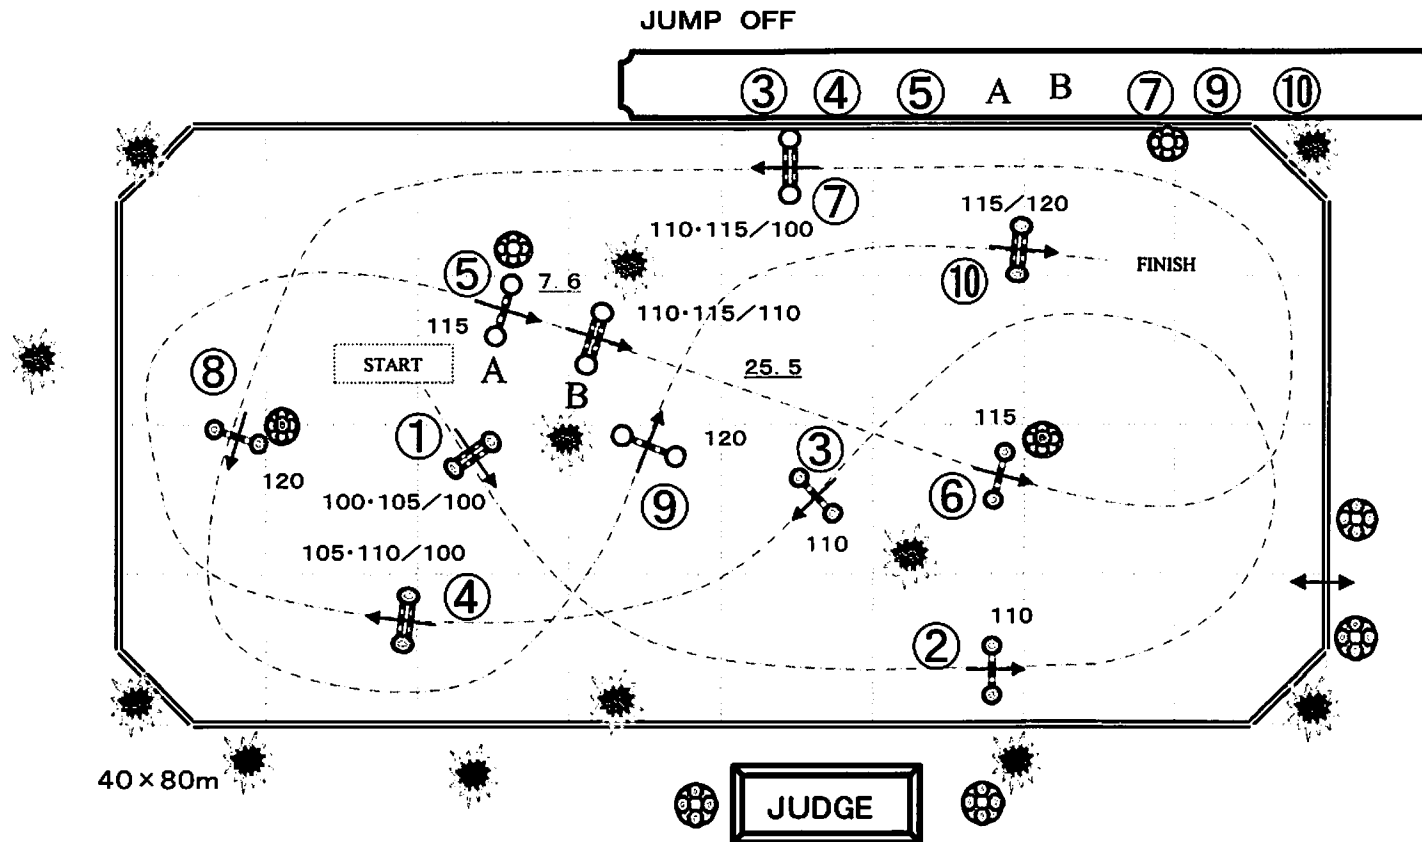 JUMP OFF
③ ④ ⑤ A B ⑦ ⑨ ⑩
⑦
110・115/100
115/120
⑩
FINISH
⑤
7.6
115
A
110・115/110
B
25.5
START
⑧
120
①
100・105/100
120
⑨
③
110
115
⑥
105・110/100
④
110
②
40×80m
JUDGE